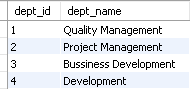 dept_id dept_name
1 Quality Management
2 Project Management
3 Bussiness Development
4 Development